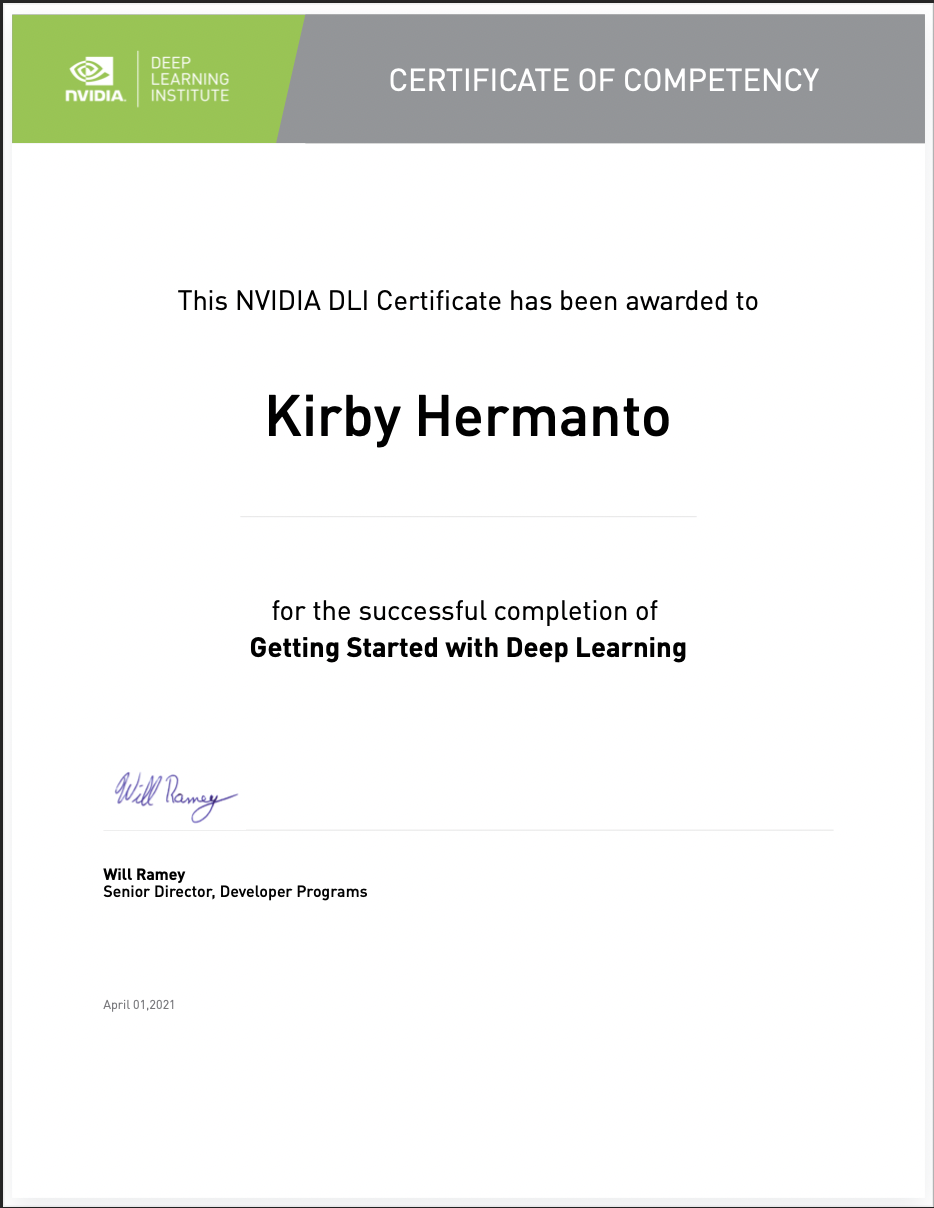 NVIDIA.
DEEP
LEARNING
INSTITUTE
CERTIFICATE OF COMPETENCY
This NVIDIA DLI Certificate has been awarded to
Kirby Hermanto
for the successful completion of
Getting Started with Deep Learning
Will Ramey
Will Ramey
Senior Director, Developer Programs
April 01,2021